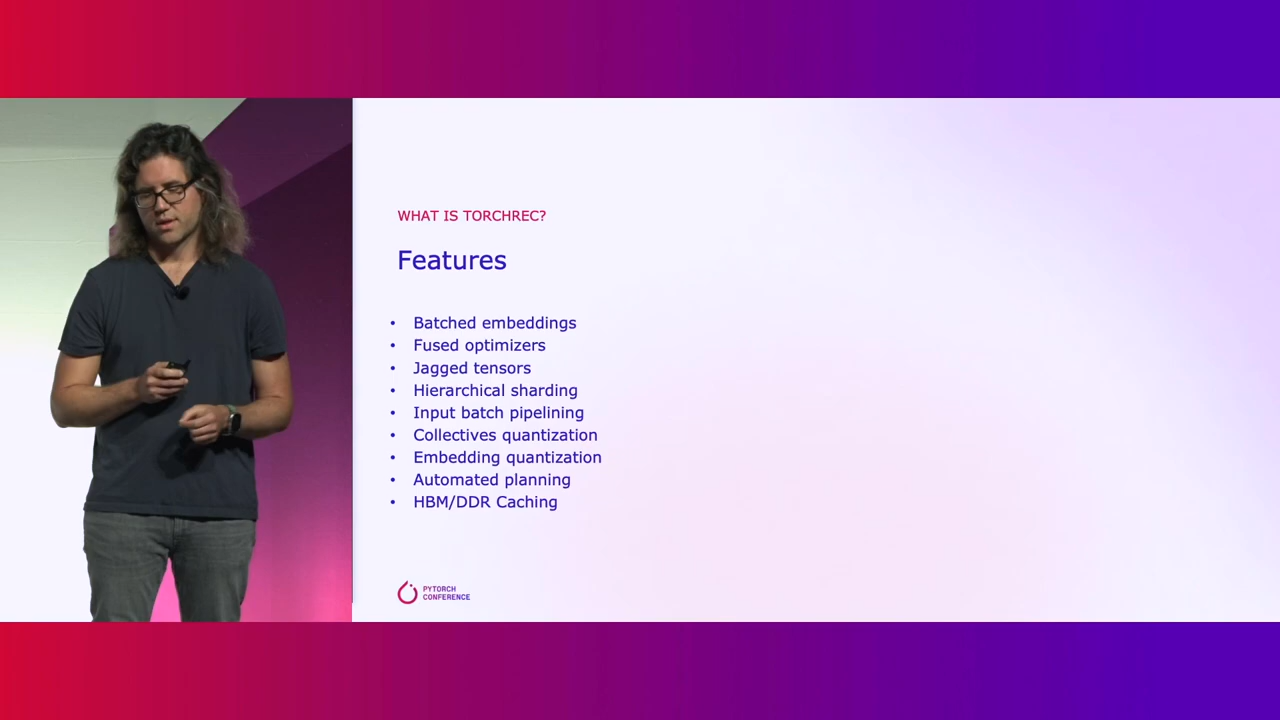 WHAT IS TORCHREC?
Features
• Batched embeddings
• Fused optimizers
• Jagged tensors
• Hierarchical sharding
• Input batch pipelining
• Collectives quantization
• Embedding quantization
• Automated planning
• HBM/DDR Caching
PYTORCH
CONFERENCE